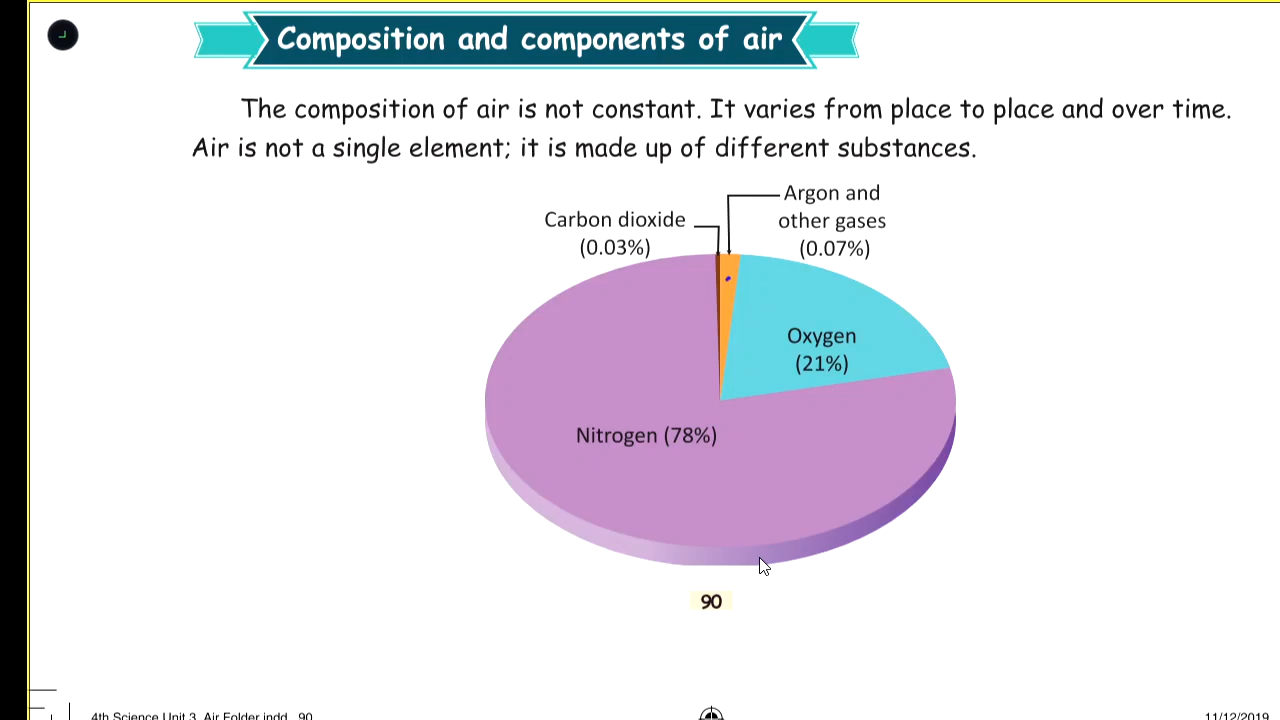 Composition and components of air
The composition of air is not constant. It varies from place to place and over time.
Air is not a single element; it is made up of different substances.
Argon and
other gases
(0.07%)
Carbon dioxide
(0.03%)
Oxygen
(21%)
Nitrogen (78%)
90
4th Science Unit 3 Air Folder.indd 90
11/12/2019